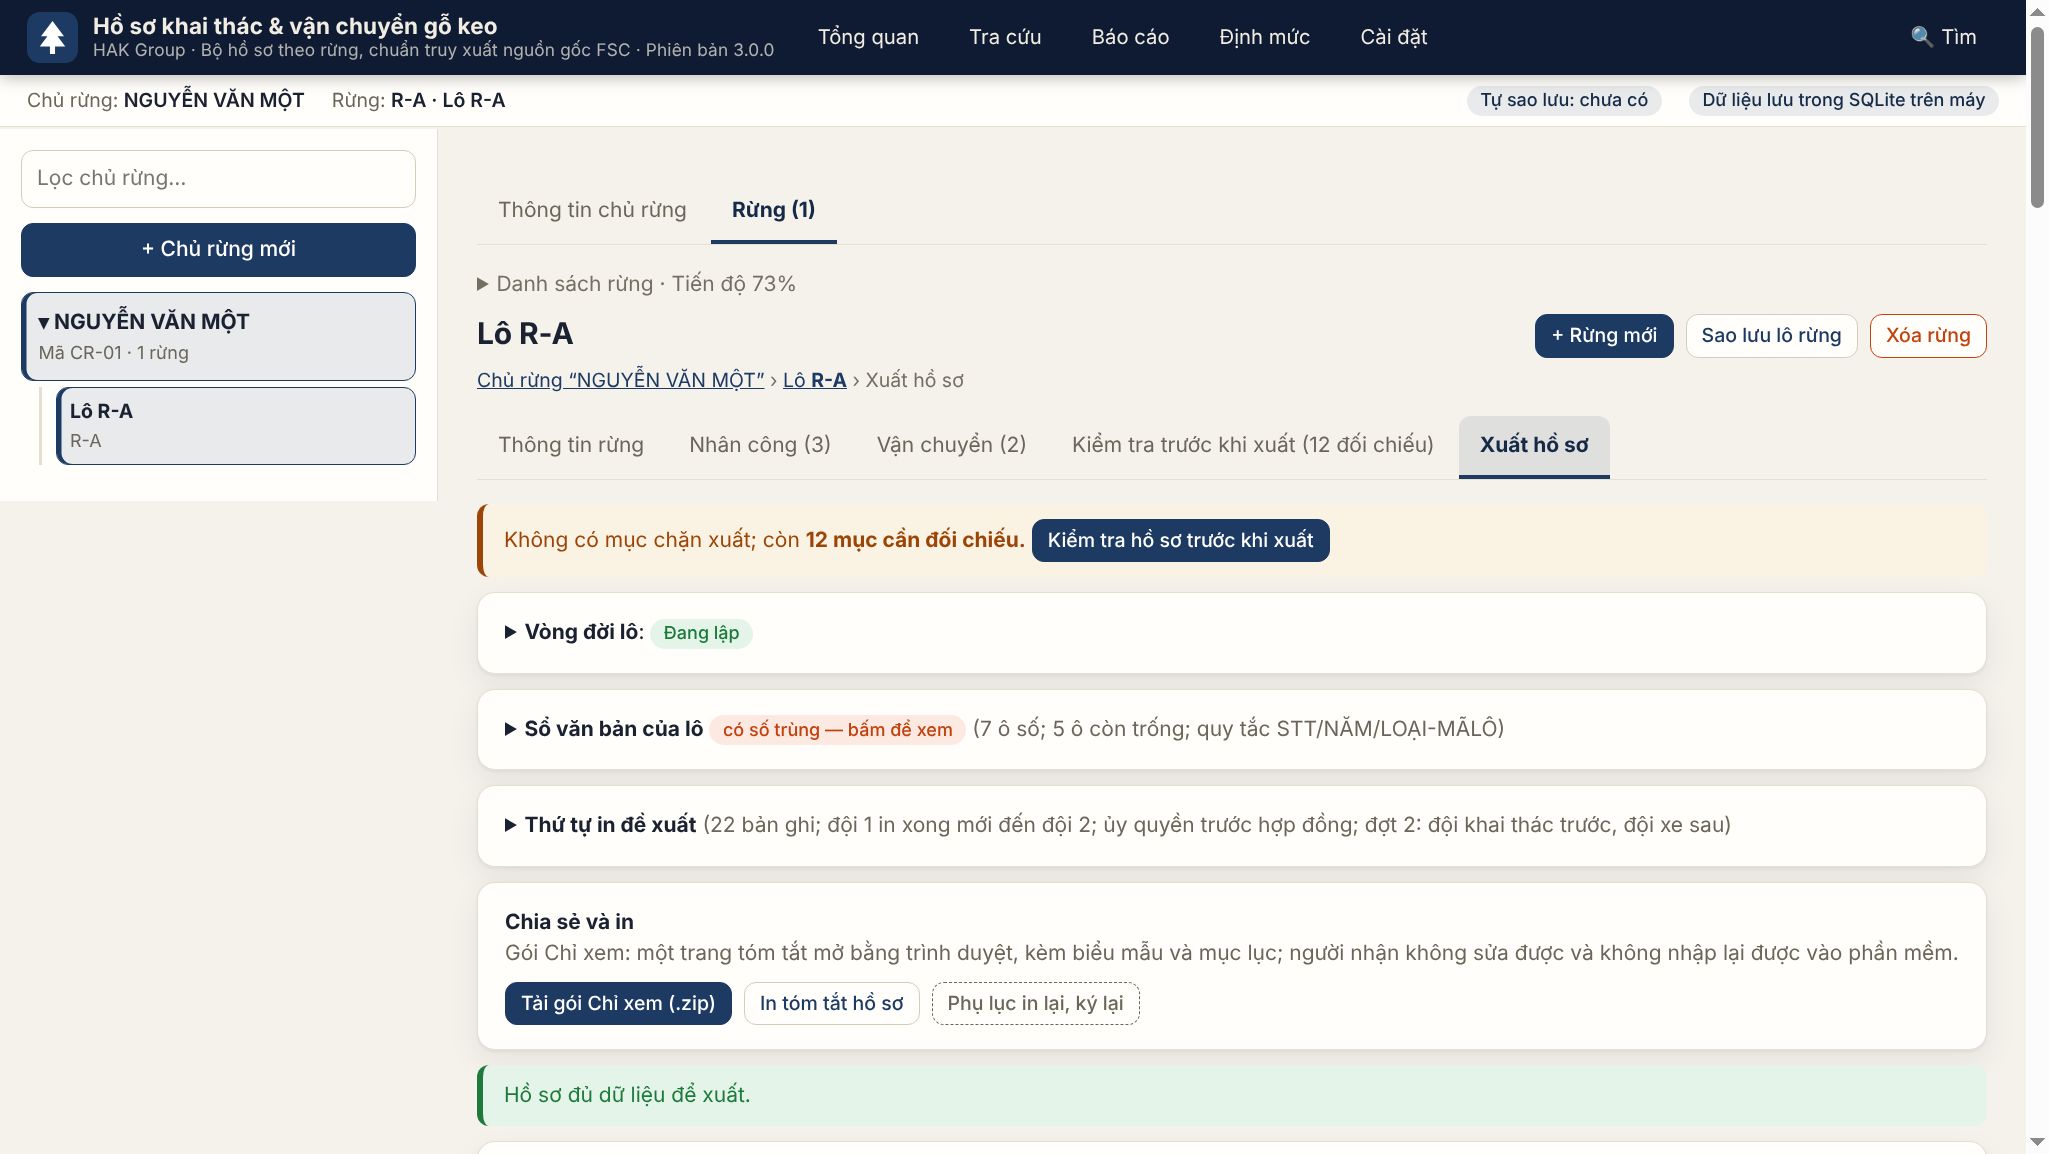 Hồ sơ khai thác & vận chuyển gỗ keo
HAK Group · Bộ hồ sơ theo rừng, chuẩn truy xuất nguồn gốc FSC · Phiên bản 3.0.0
Tổng quan
Tra cứu
Báo cáo
Định mức
Cài đặt
🔍 Tìm
Chủ rừng: NGUYỄN VĂN MỘT
Rừng: R-A · Lô R-A
Tự sao lưu: chưa có
Dữ liệu lưu trong SQLite trên máy
Lọc chủ rừng...
+ Chủ rừng mới
▾ NGUYỄN VĂN MỘT
Mã CR-01 · 1 rừng
Lô R-A
R-A
Thông tin chủ rừng
Rừng (1)
▶ Danh sách rừng · Tiến độ 73%
Lô R-A
+ Rừng mới
Sao lưu lô rừng
Xóa rừng
Chủ rừng “NGUYỄN VĂN MỘT” › Lô R-A › Xuất hồ sơ
Thông tin rừng
Nhân công (3)
Vận chuyển (2)
Kiểm tra trước khi xuất (12 đối chiếu)
Xuất hồ sơ
Không có mục chặn xuất; còn 12 mục cần đối chiếu.
Kiểm tra hồ sơ trước khi xuất
▶ Vòng đời lô: Đang lập
▶ Sổ văn bản của lô có số trùng — bấm để xem (7 ô số; 5 ô còn trống; quy tắc STT/NĂM/LOẠI-MÃLÔ)
▶ Thứ tự in đề xuất (22 bản ghi; đội 1 in xong mới đến đội 2; ủy quyền trước hợp đồng; đợt 2: đội khai thác trước, đội xe sau)
Chia sẻ và in
Gói Chỉ xem: một trang tóm tắt mở bằng trình duyệt, kèm biểu mẫu và mục lục; người nhận không sửa được và không nhập lại được vào phần mềm.
Tải gói Chỉ xem (.zip)
In tóm tắt hồ sơ
Phụ lục in lại, ký lại
Hồ sơ đủ dữ liệu để xuất.